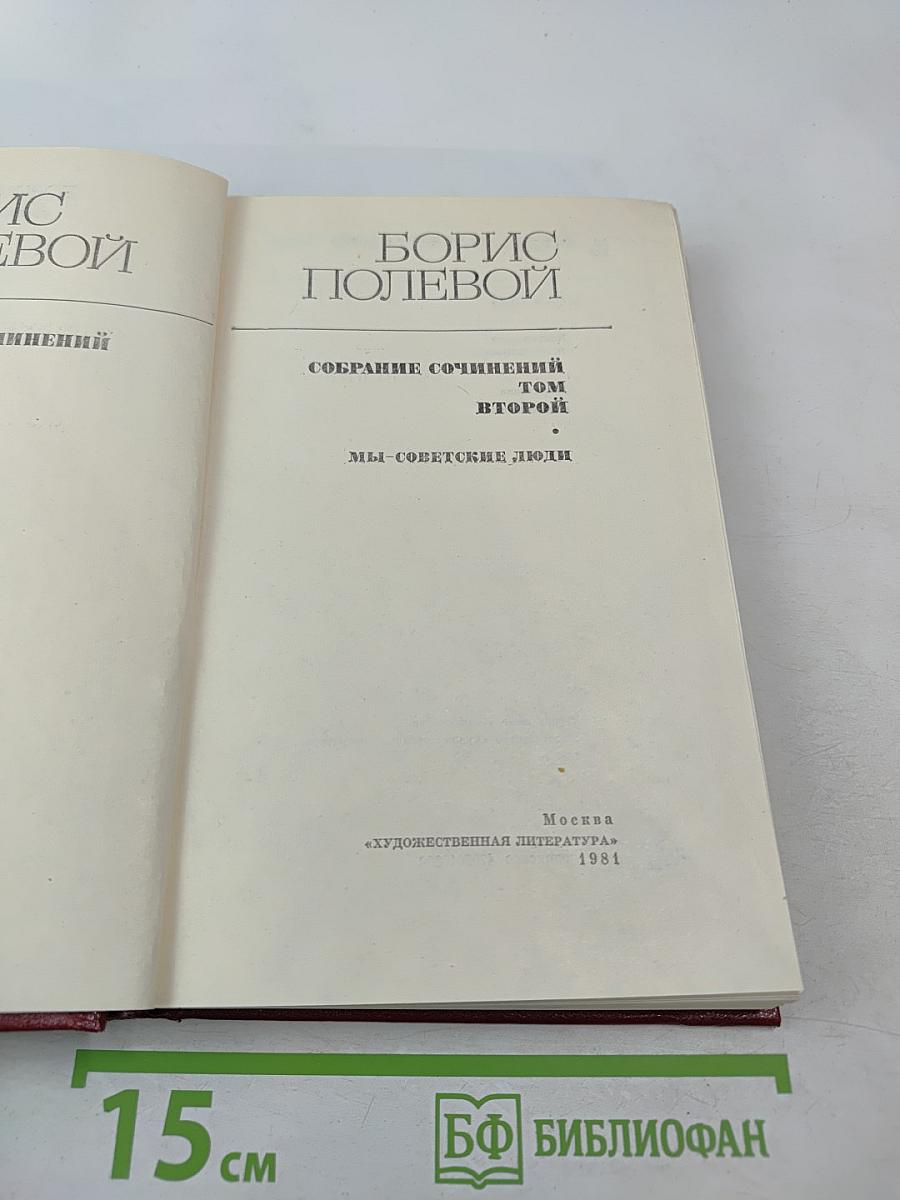 ИС
ЕВОЙ
ЧИНЕНИЙ
БОРИС
ПОЛЕВОЙ
СОБРАНИЕ СОЧИНЕНИЙ
ТОМ
ВТОРОЙ
•
МЫ–СОВЕТСКИЕ ЛЮДИ
Москва
«ХУДОЖЕСТВЕННАЯ ЛИТЕРАТУРА»
1981
15 см
БФ БИБЛИОФАН